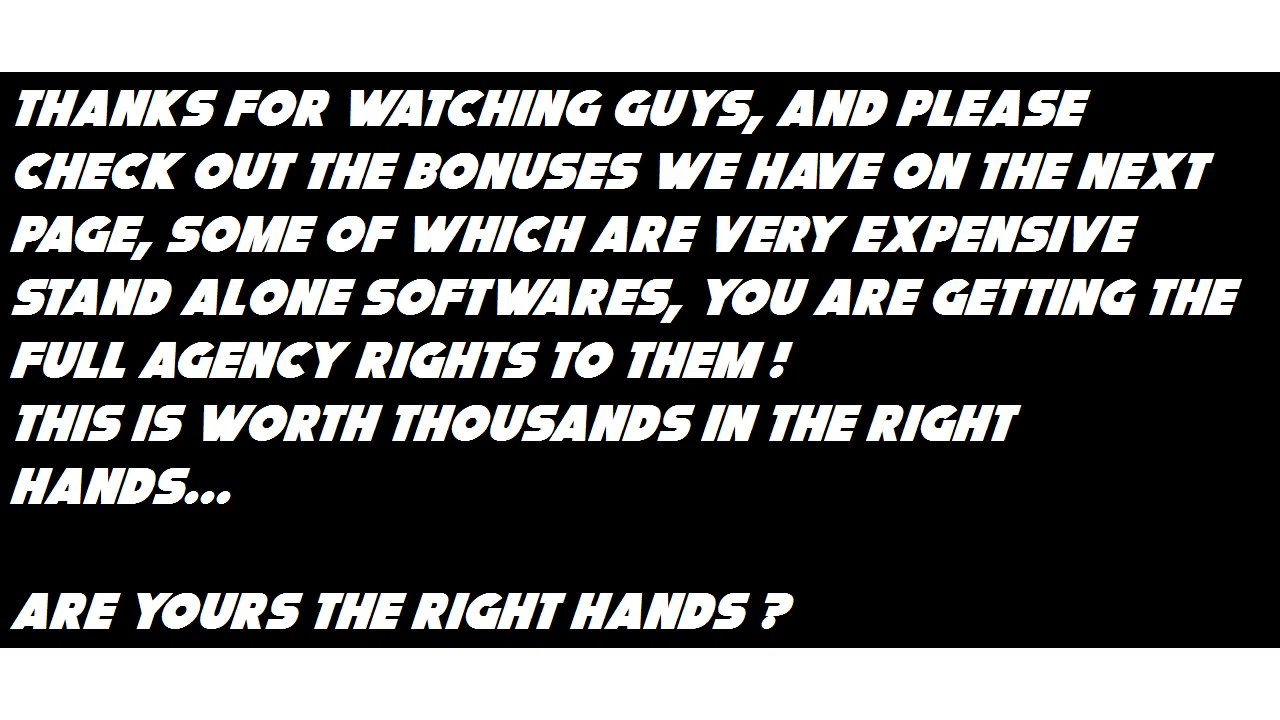 THANKS FOR WATCHING GUYS, AND PLEASE
CHECK OUT THE BONUSES WE HAVE ON THE NEXT
PAGE, SOME OF WHICH ARE VERY EXPENSIVE
STAND ALONE SOFTWARES, YOU ARE GETTING THE
FULL AGENCY RIGHTS TO THEM !
THIS IS WORTH THOUSANDS IN THE RIGHT
HANDS...
ARE YOURS THE RIGHT HANDS ?